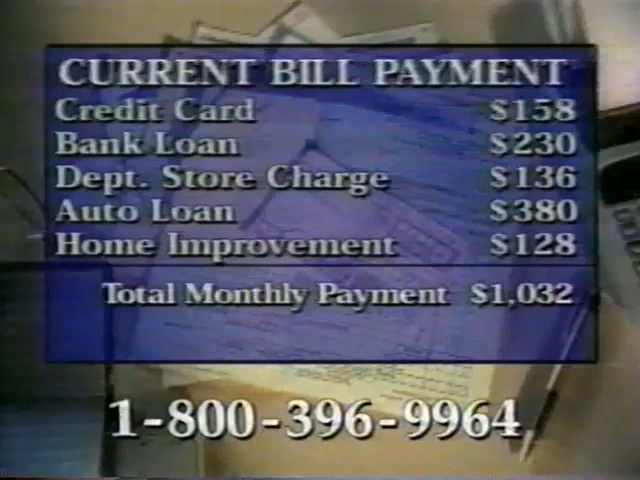 CURRENT BILL PAYMENT
Credit Card $158
Bank Loan $230
Dept. Store Charge $136
Auto Loan $380
Home Improvement $128
Total Monthly Payment $1,032
1-800-396-9964